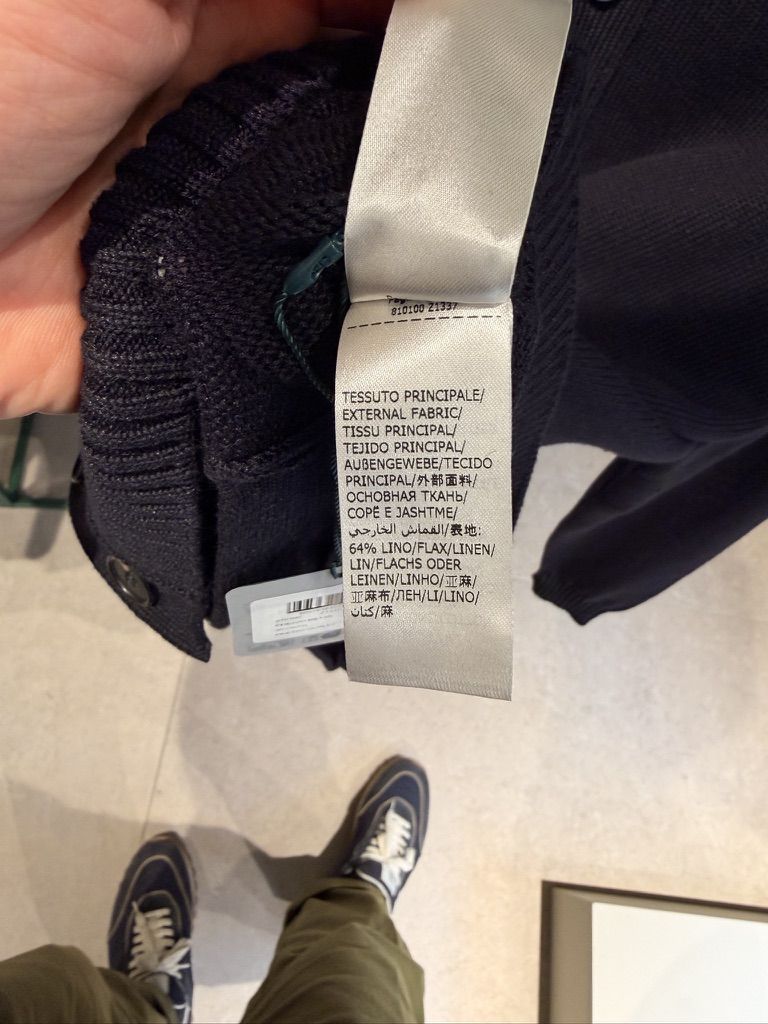 810100 Z1337
TESSUTO PRINCIPALE/
EXTERNAL FABRIC/
TISSU PRINCIPAL/
TEJIDO PRINCIPAL/
AUßENGEWEBE/TECIDO
PRINCIPAL/外部面料/
ОСНОВНАЯ ТКАНЬ/
COPË E JASHTME/
القماش الخارجي/表地:
64% LINO/FLAX/LINEN/
LIN/FLACHS ODER
LEINEN/LINHO/亚麻/
亚麻布/ЛЕН/LI/LINO/
كتان/麻